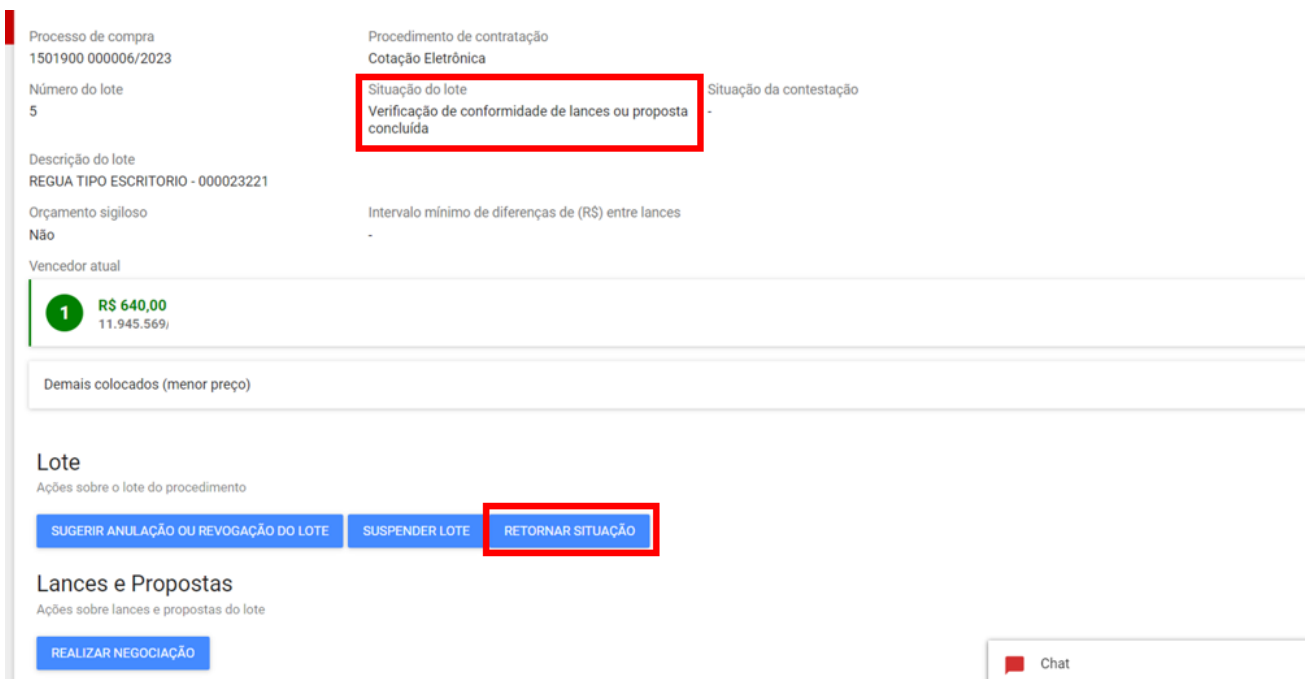 Processo de compra
1501900 000006/2023
Procedimento de contratação
Cotação Eletrônica
Número do lote
5
Situação do lote
Verificação de conformidade de lances ou proposta
concluída
Situação da contestação
-
Descrição do lote
REGUA TIPO ESCRITORIO - 000023221
Orçamento sigiloso
Não
Intervalo mínimo de diferenças de (R$) entre lances
-
Vencedor atual
1
R$ 640,00
11.945.569/
Demais colocados (menor preço)
Lote
Ações sobre o lote do procedimento
SUGERIR ANULAÇÃO OU REVOGAÇÃO DO LOTE
SUSPENDER LOTE
RETORNAR SITUAÇÃO
Lances e Propostas
Ações sobre lances e propostas do lote
REALIZAR NEGOCIAÇÃO
Chat